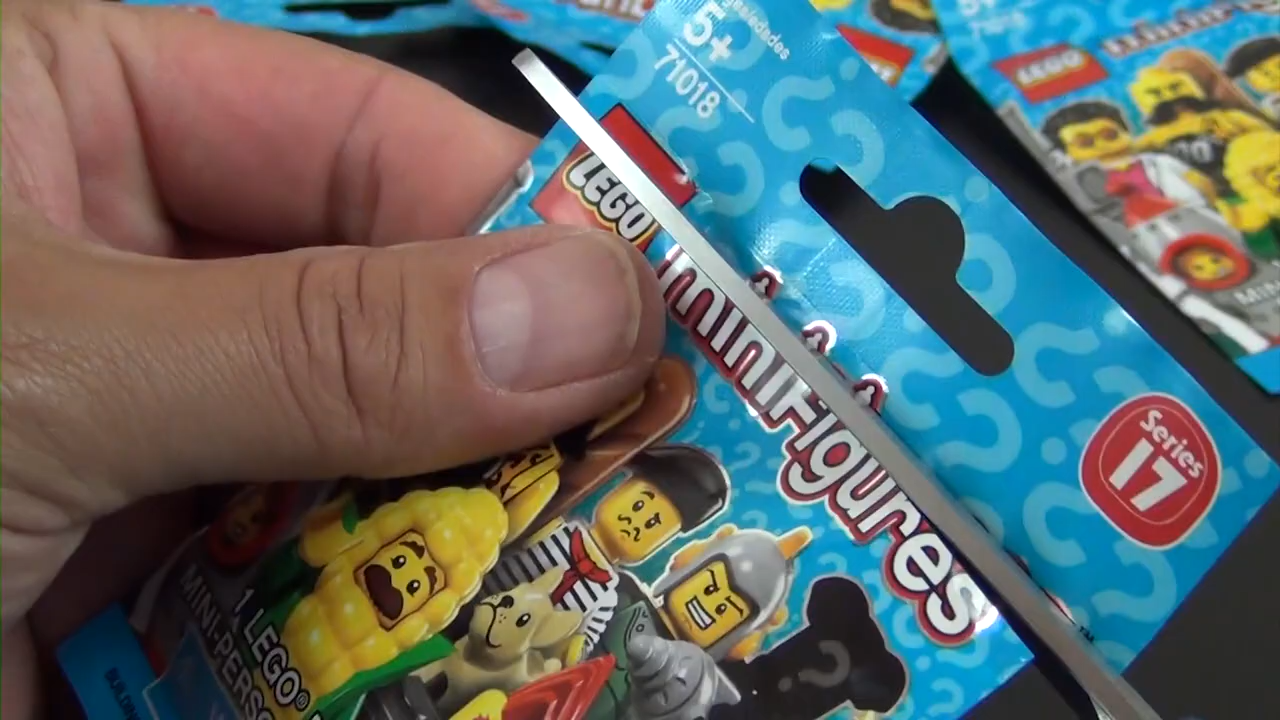 5+
71018
LEGO
minifigures
Series
17
1 LEGO®
MINI-PERS
LEGO